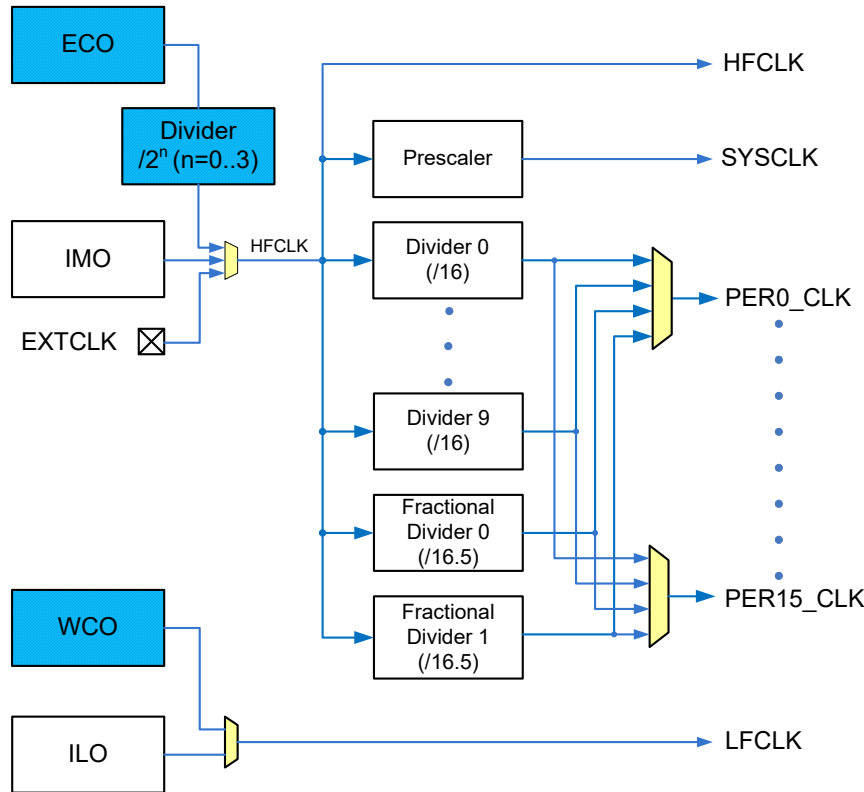 ECO
HFCLK
Divider
/2ⁿ (n=0..3)
Prescaler
SYSCLK
IMO
HFCLK
Divider 0
(/16)
PER0_CLK
EXTCLK
Divider 9
(/16)
Fractional
Divider 0
(/16.5)
WCO
Fractional
Divider 1
(/16.5)
PER15_CLK
ILO
LFCLK